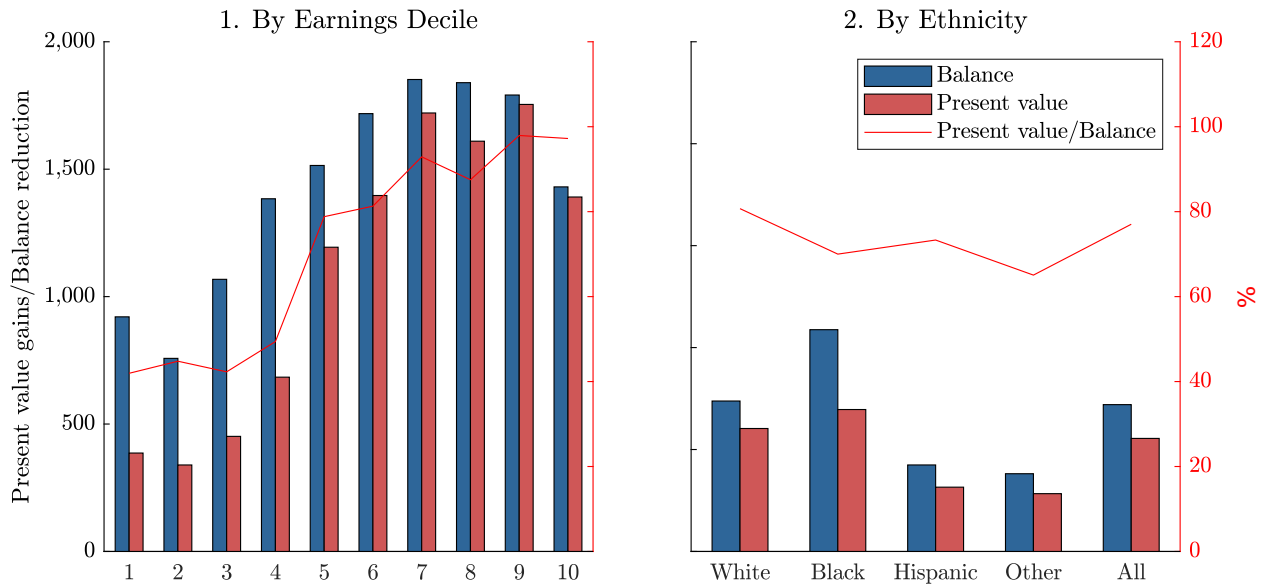 1. By Earnings Decile
Present value gains/Balance reduction
2,000
1,500
1,000
500
0
1 2 3 4 5 6 7 8 9 10
2. By Ethnicity
Balance
Present value
Present value/Balance
120
100
80
60
40
20
0
%
White Black Hispanic Other All